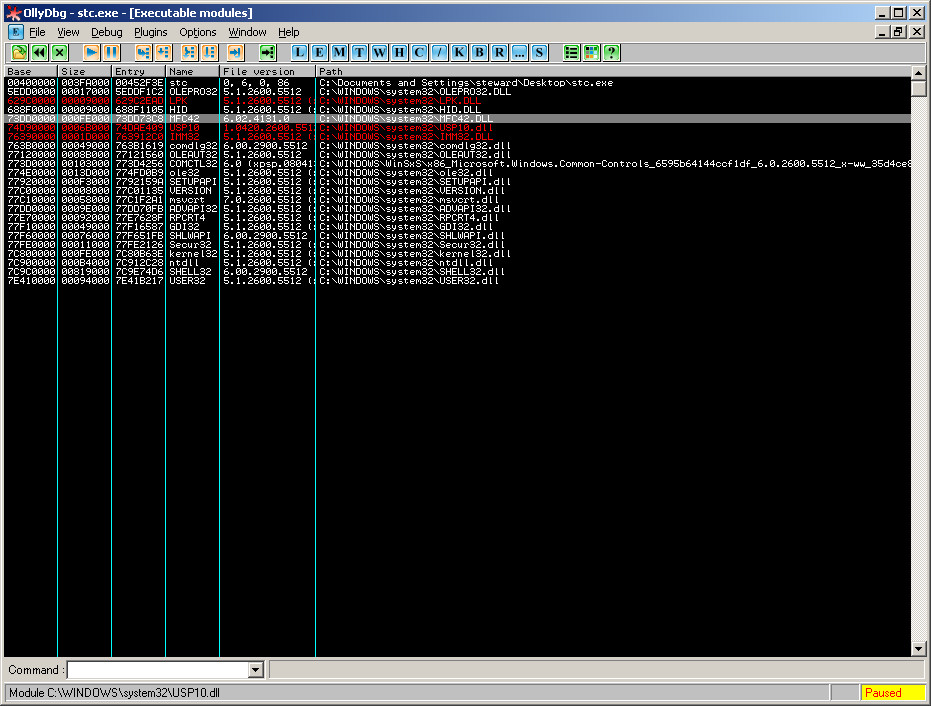 OllyDbg - stc.exe - [Executable modules]
E File View Debug Plugins Options Window Help
L E M T W H C / K B R ... S ?
Base Size Entry Name File version Path
00400000 003FA000 00452F3E stc 0, 6, 0, 86 C:\Documents and Settings\steward\Desktop\stc.exe
5EDD0000 00017000 5EDDF1C2 OLEPRO32 5.1.2600.5512 C:\WINDOWS\system32\OLEPRO32.DLL
629C0000 00009000 629C2EAD LPK 5.1.2600.5512 (: C:\WINDOWS\system32\LPK.DLL
688F0000 00009000 688F1105 HID 5.1.2600.5512 (: C:\WINDOWS\system32\HID.DLL
73DD0000 000FE000 73DD73C8 MFC42 6.02.4131.0 C:\WINDOWS\system32\MFC42.DLL
74D90000 0006B000 74DAE409 USP10 1.0420.2600.551 C:\WINDOWS\system32\USP10.dll
76390000 0001D000 763912C0 IMM32 5.1.2600.5512 (: C:\WINDOWS\system32\IMM32.DLL
763B0000 00049000 763B1619 comdlg32 6.00.2900.5512 C:\WINDOWS\system32\comdlg32.dll
77120000 0008B000 77121560 OLEAUT32 5.1.2600.5512 C:\WINDOWS\system32\OLEAUT32.dll
773D0000 00103000 773D4256 COMCTL32 6.0 (xpsp.08041 C:\WINDOWS\WinSxS\x86_Microsoft.Windows.Common-Controls_6595b64144ccf1df_6.0.2600.5512_x-ww_35d4ce8
774E0000 0013D000 774FD0B9 ole32 5.1.2600.5512 (: C:\WINDOWS\system32\ole32.dll
77920000 000F3000 7792159A SETUPAPI 5.1.2600.5512 (: C:\WINDOWS\system32\SETUPAPI.dll
77C00000 00008000 77C01135 VERSION 5.1.2600.5512 (: C:\WINDOWS\system32\VERSION.dll
77C10000 00058000 77C1F2A1 msvcrt 7.0.2600.5512 (: C:\WINDOWS\system32\msvcrt.dll
77DD0000 0009E000 77DD70FB ADVAPI32 5.1.2600.5512 (: C:\WINDOWS\system32\ADVAPI32.dll
77E70000 00092000 77E7628F RPCRT4 5.1.2600.5512 (: C:\WINDOWS\system32\RPCRT4.dll
77F10000 00049000 77F16587 GDI32 5.1.2600.5512 (: C:\WINDOWS\system32\GDI32.dll
77F60000 00076000 77F651FB SHLWAPI 6.00.2900.5512 C:\WINDOWS\system32\SHLWAPI.dll
77FE0000 00011000 77FE2126 Secur32 5.1.2600.5512 (: C:\WINDOWS\system32\Secur32.dll
7C800000 000FE000 7C80B63E kernel32 5.1.2600.5512 (: C:\WINDOWS\system32\kernel32.dll
7C900000 000B4000 7C912C28 ntdll 5.1.2600.5512 (: C:\WINDOWS\system32\ntdll.dll
7C9C0000 00819000 7C9E74D6 SHELL32 6.00.2900.5512 C:\WINDOWS\system32\SHELL32.dll
7E410000 00094000 7E41B217 USER32 5.1.2600.5512 (: C:\WINDOWS\system32\USER32.dll
Command :
Module C:\WINDOWS\system32\USP10.dll
Paused